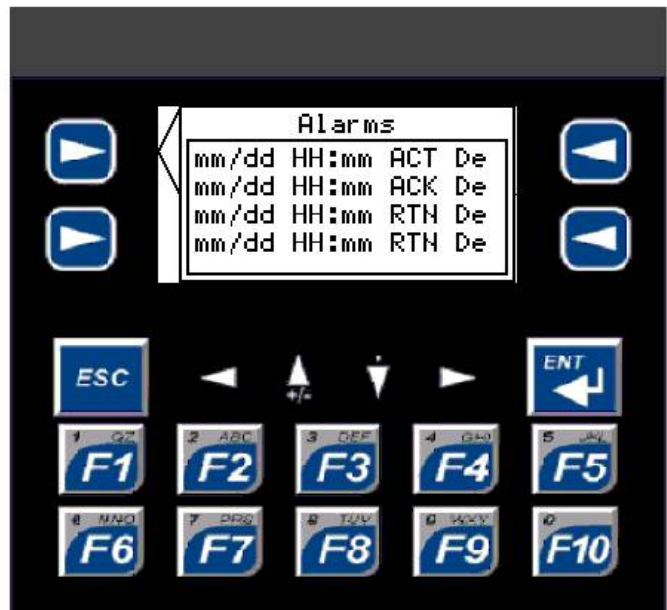 Alarms
mm/dd HH:mm ACT De
mm/dd HH:mm ACK De
mm/dd HH:mm RTN De
mm/dd HH:mm RTN De
ESC +/- ENT
1 QZ 2 ABC 3 DEF 4 GHI 5 JKL
F1 F2 F3 F4 F5
6 MNO 7 PRS 8 TUV 9 WXY 0
F6 F7 F8 F9 F10